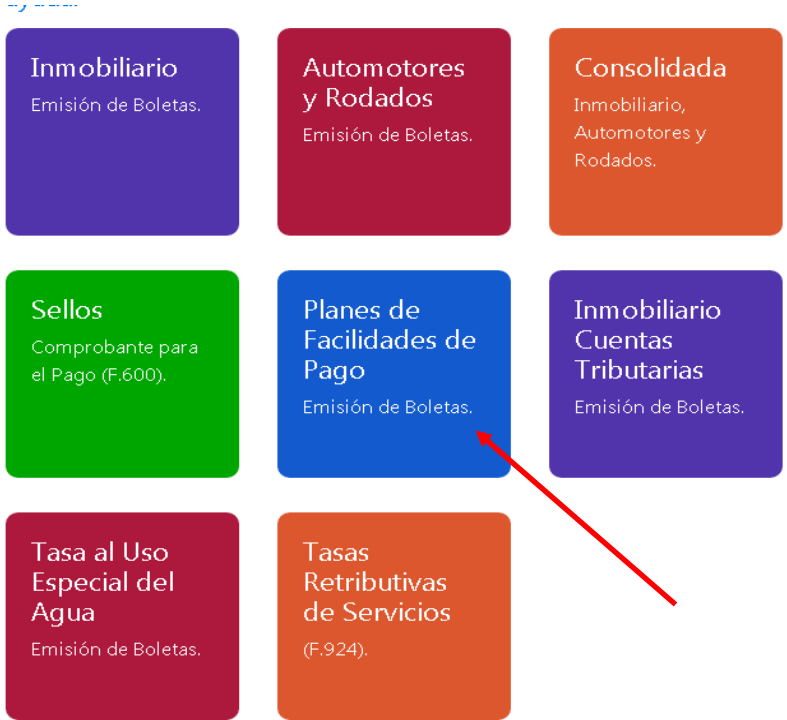 Inmobiliario
Emisión de Boletas.
Automotores
y Rodados
Emisión de Boletas.
Consolidada
Inmobiliario,
Automotores y
Rodados.
Sellos
Comprobante para
el Pago (F.600).
Planes de
Facilidades de
Pago
Emisión de Boletas.
Inmobiliario
Cuentas
Tributarias
Emisión de Boletas.
Tasa al Uso
Especial del
Agua
Emisión de Boletas.
Tasas
Retributivas
de Servicios
(F.924).